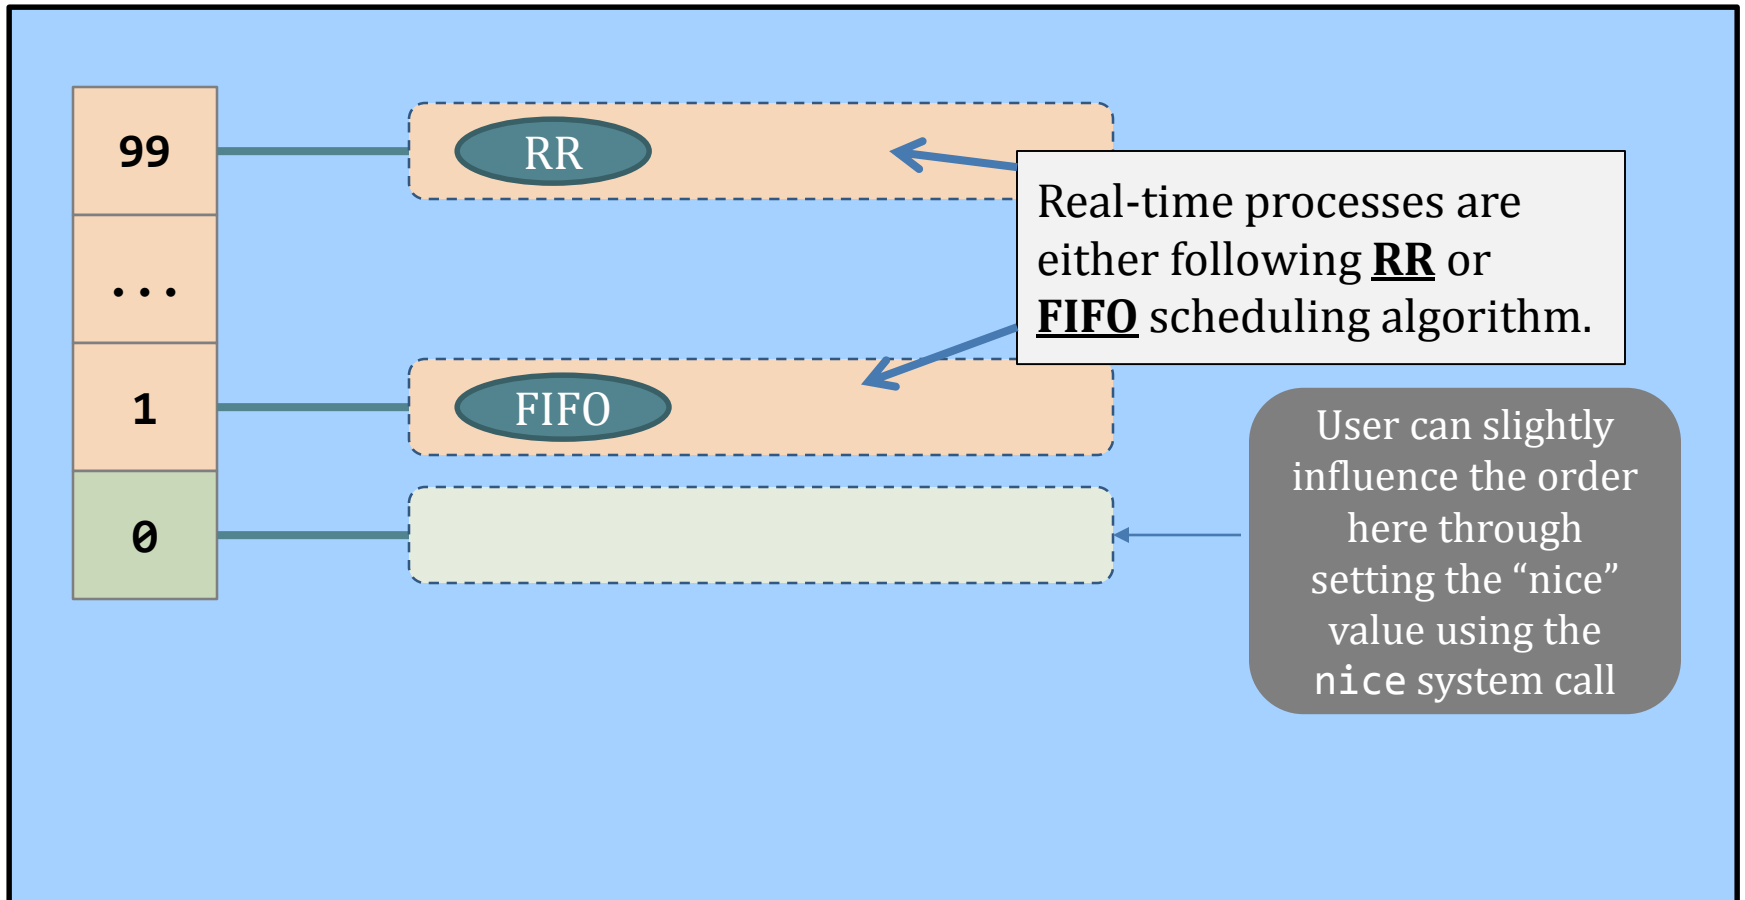 99
RR
Real-time processes are
either following RR or
FIFO scheduling algorithm.
...
1
FIFO
User can slightly
influence the order
here through
setting the “nice”
value using the
nice system call
0